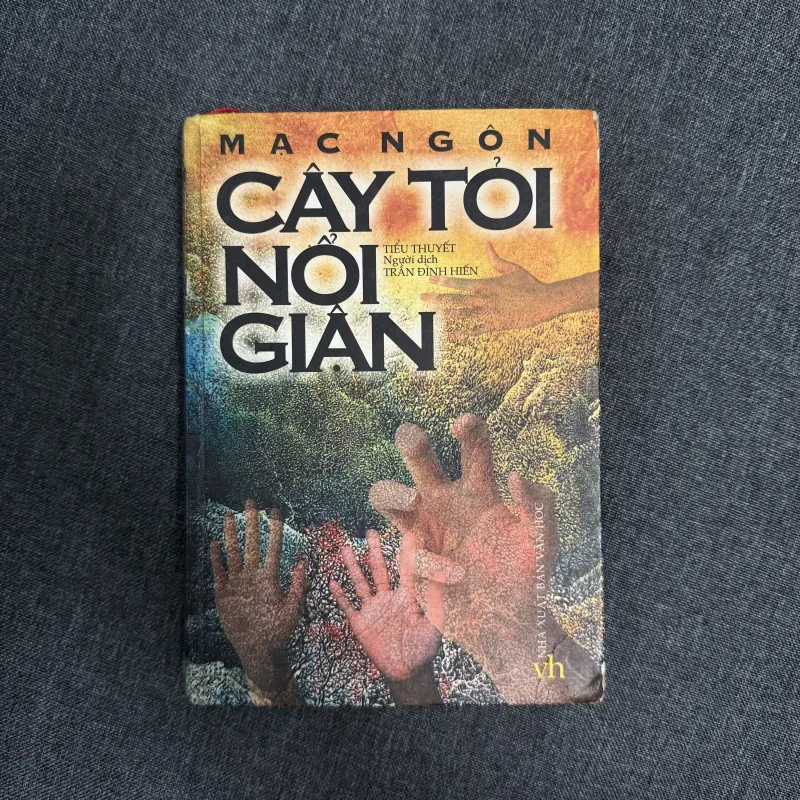 MẠC NGÔN
CÂY TỎI
NỔI
GIẬN
TIỂU THUYẾT
Người dịch
TRẦN ĐÌNH HIẾN
NHÀ XUẤT BẢN VĂN HỌC
vh